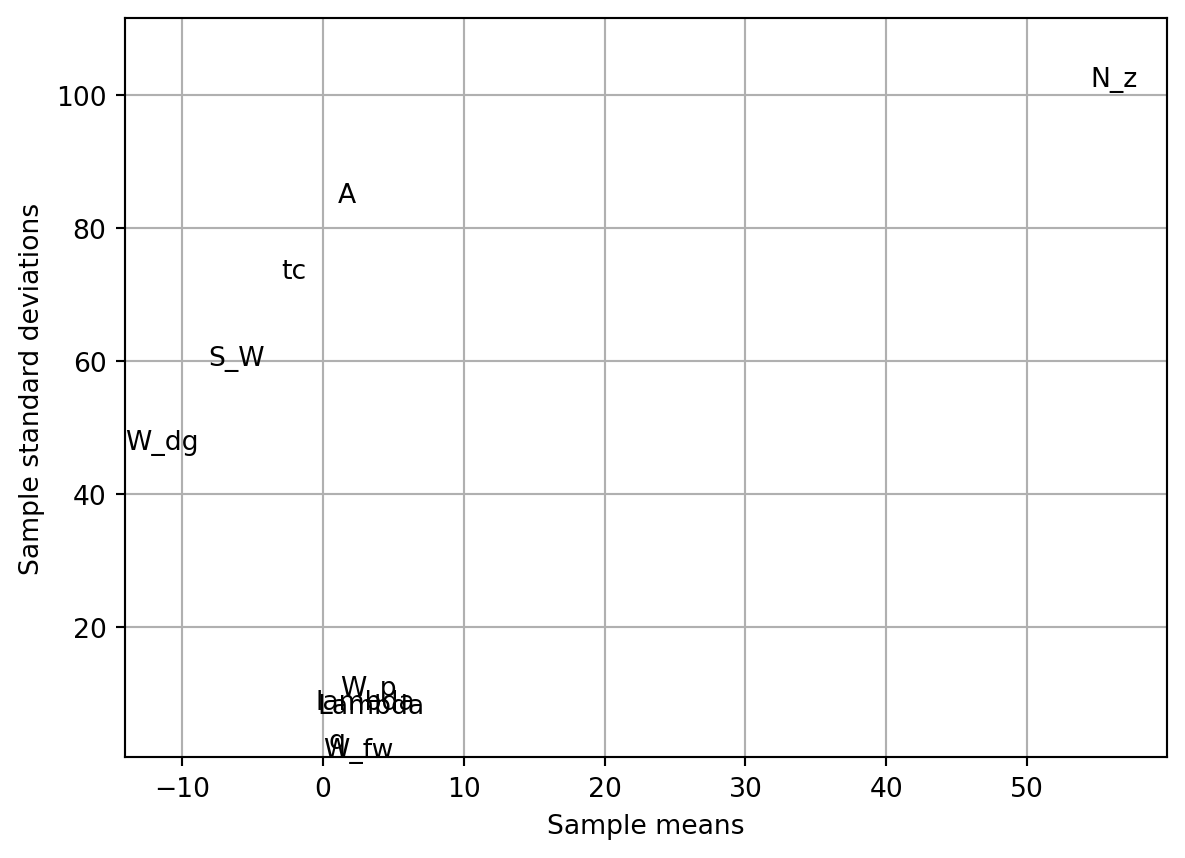 N_z
100
A
80
tc
S_W
60
W_dg
40
20
W_p
lambda
Lambda
q
W_fw
−10 0 10 20 30 40 50
Sample means
Sample standard deviations